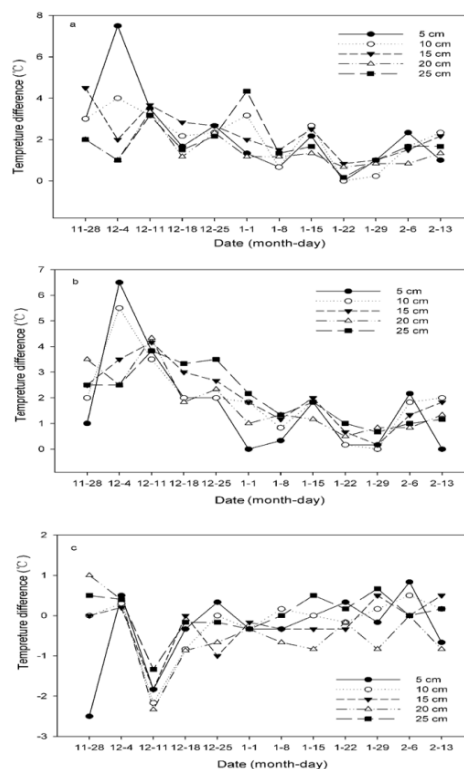 a
8
6
4
2
0
Tempreture difference (℃)
5 cm
10 cm
15 cm
20 cm
25 cm
11-28 12-4 12-11 12-18 12-25 1-1 1-8 1-15 1-22 1-29 2-6 2-13
Date (month-day)
b
7
6
5
4
3
2
1
0
Tempreture difference (℃)
5 cm
10 cm
15 cm
20 cm
25 cm
11-28 12-4 12-11 12-18 12-25 1-1 1-8 1-15 1-22 1-29 2-6 2-13
Date (month-day)
c
2
1
0
-1
-2
-3
Tempreture difference (℃)
5 cm
10 cm
15 cm
20 cm
25 cm
11-28 12-4 12-11 12-18 12-25 1-1 1-8 1-15 1-22 1-29 2-6 2-13
Date (month-day)